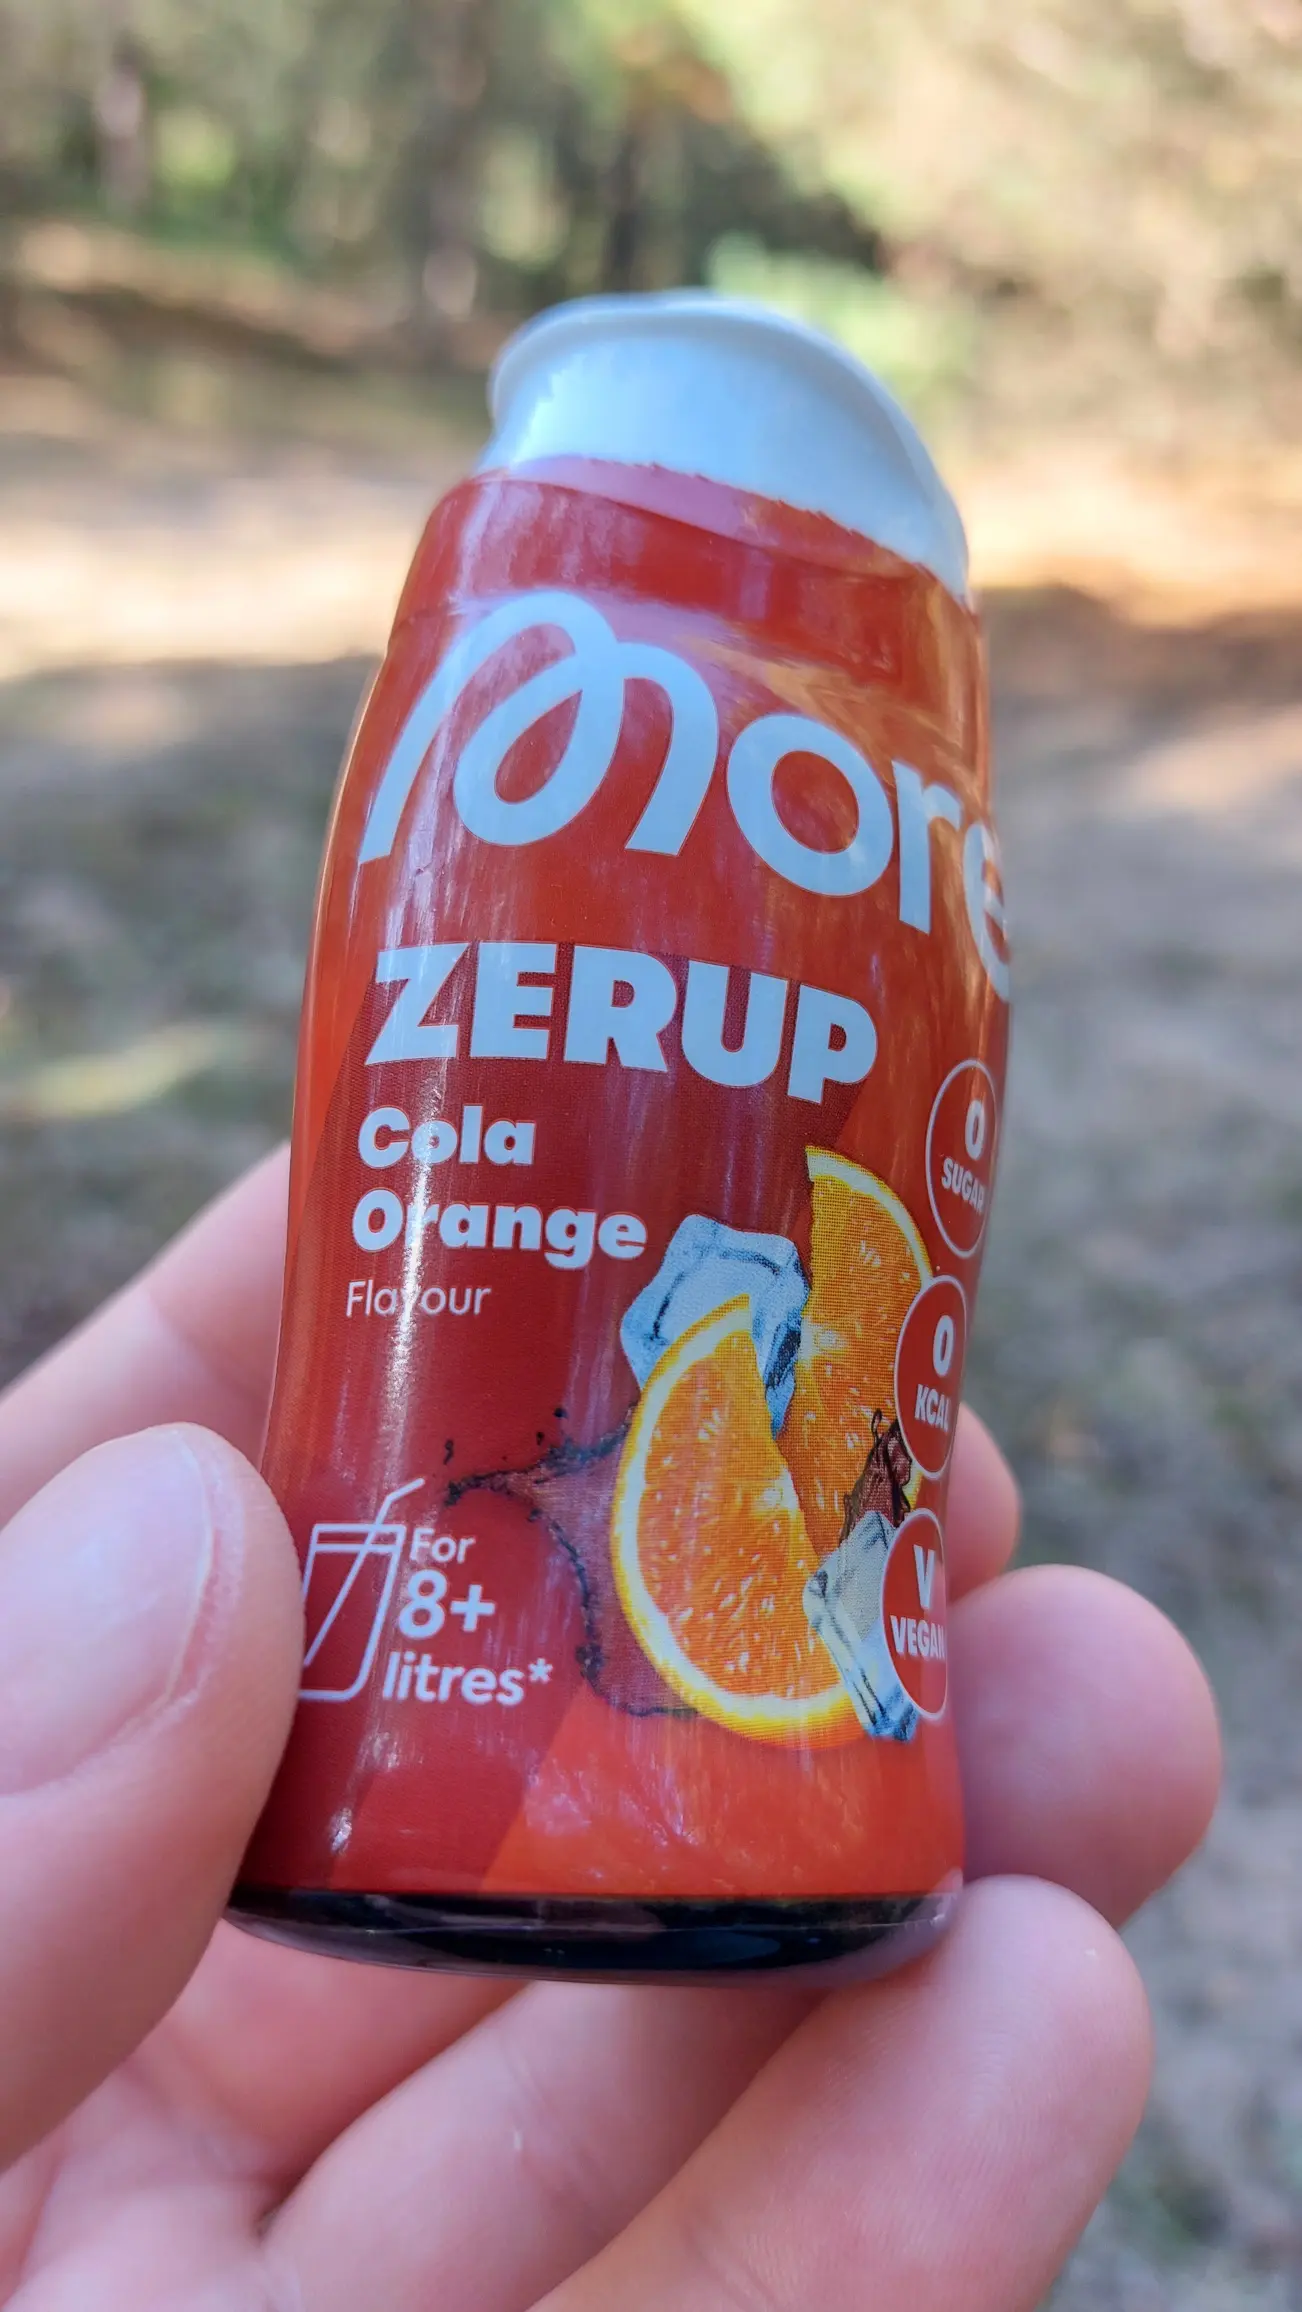 More
ZERUP
Cola
Orange
Flavour
0
SUGAR
0
KCAL
V
VEGAN
For
8+
litres*